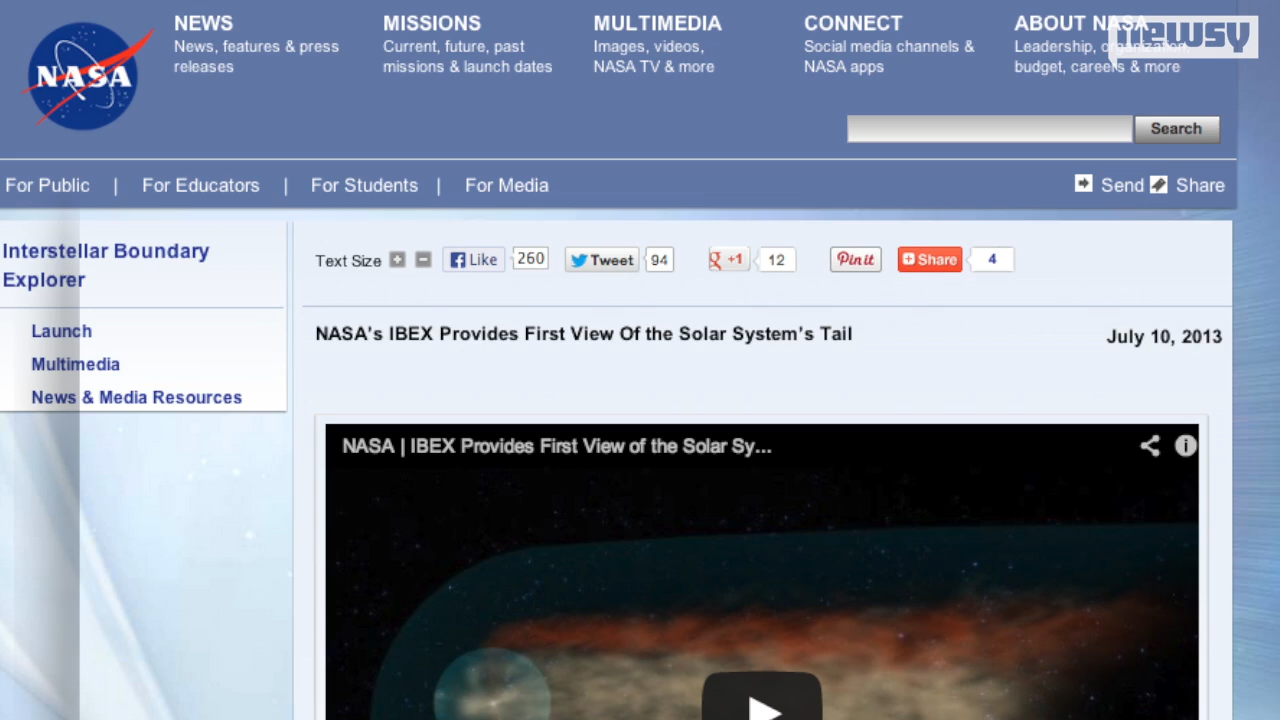 NASA
NEWS
News, features & press
releases
MISSIONS
Current, future, past
missions & launch dates
MULTIMEDIA
Images, videos,
NASA TV & more
CONNECT
Social media channels &
NASA apps
ABOUT NASA
Leadership, organization,
budget, careers & more
newsy
Search
For Public | For Educators | For Students | For Media
Send Share
Interstellar Boundary
Explorer
Launch
Multimedia
News & Media Resources
Text Size Like 260 Tweet 94 +1 12 Pin it Share 4
NASA's IBEX Provides First View Of the Solar System's Tail
July 10, 2013
NASA | IBEX Provides First View of the Solar Sy...